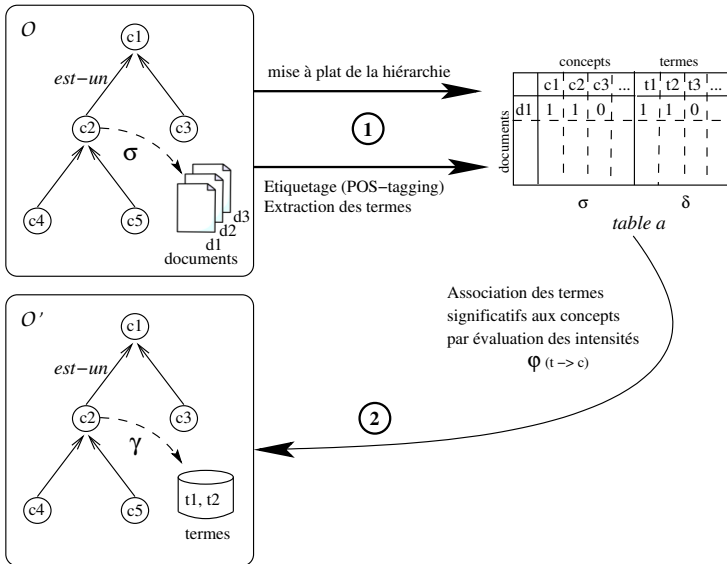 O
c1
est−un
c2
c3
σ
c4
c5
d3
d2
d1
documents
mise à plat de la hiérarchie
1
Etiquetage (POS−tagging)
Extraction des termes
concepts termes
c1 c2 c3 ... t1 t2 t3 ...
documents
d1 1 1 0 1 1 0
σ δ
table a
Association des termes
significatifs aux concepts
par évaluation des intensités
φ (t −> c)
2
O'
c1
est−un
c2
c3
γ
c4
c5
t1, t2
termes